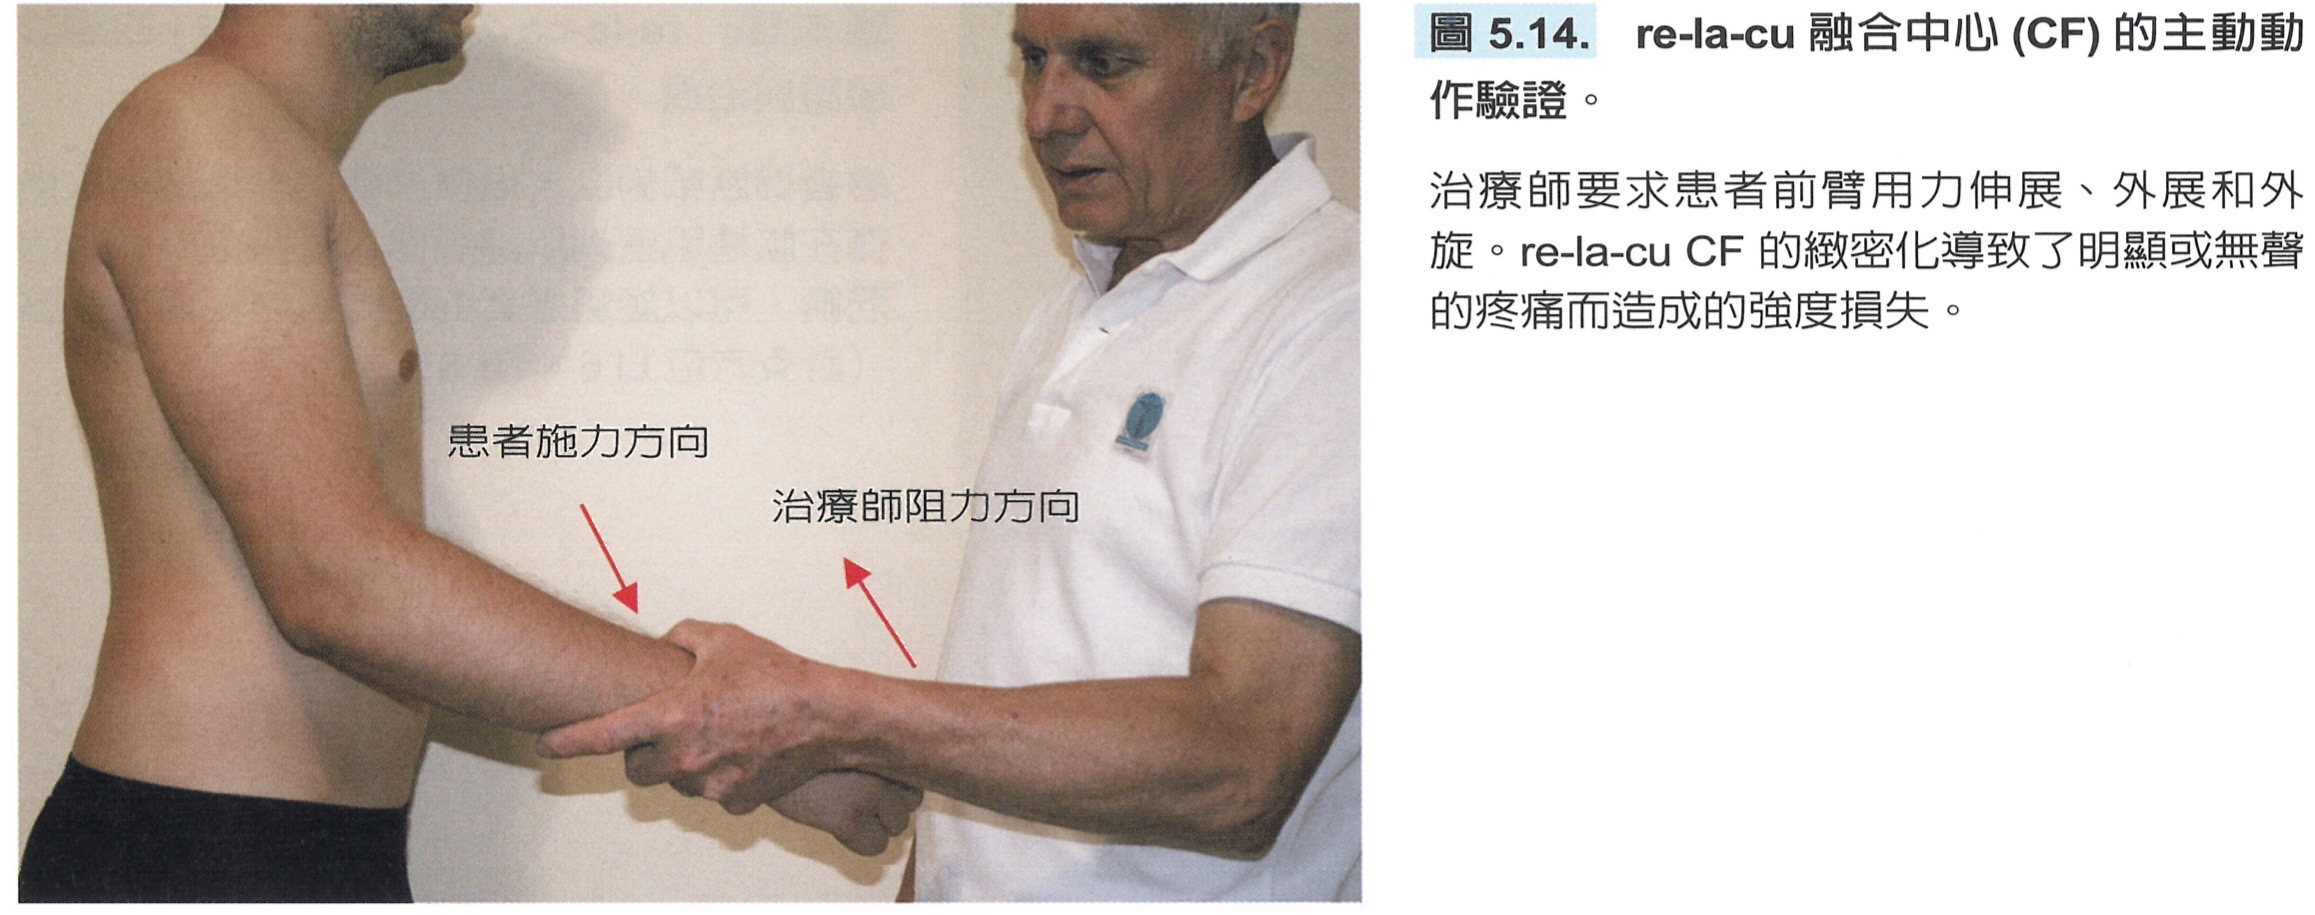 圖 5.14. re-la-cu 融合中心 (CF) 的主動動
作驗證。
治療師要求患者前臂用力伸展、外展和外
旋。re-la-cu CF 的緻密化導致了明顯或無聲
的疼痛而造成的強度損失。
患者施力方向
治療師阻力方向